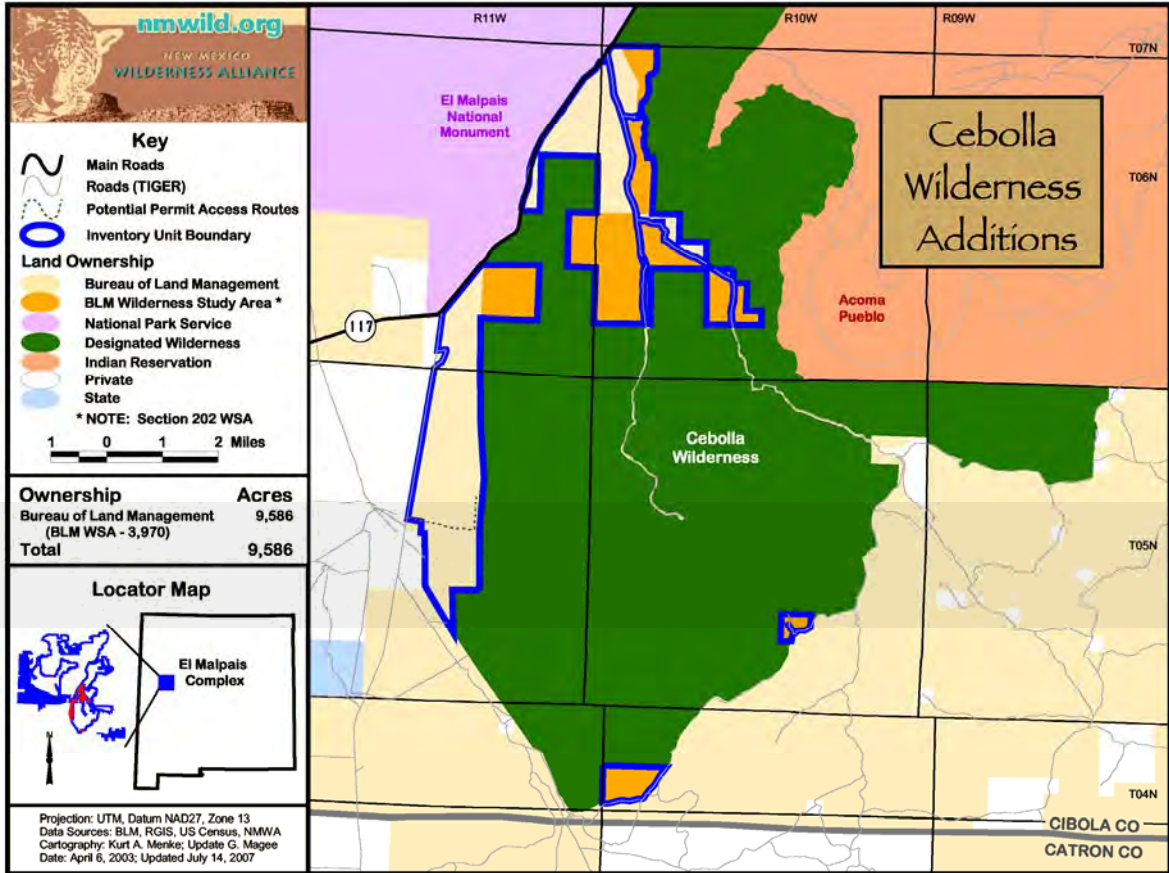 nmwild.org
NEW MEXICO
WILDERNESS ALLIANCE
Key
Main Roads
Roads (TIGER)
Potential Permit Access Routes
Inventory Unit Boundary
Land Ownership
Bureau of Land Management
BLM Wilderness Study Area *
National Park Service
Designated Wilderness
Indian Reservation
Private
State
* NOTE: Section 202 WSA
1 0 1 2 Miles
Ownership Acres
Bureau of Land Management 9,586
(BLM WSA - 3,970)
Total 9,586
Locator Map
El Malpais
Complex
N
Projection: UTM, Datum NAD27, Zone 13
Data Sources: BLM, RGIS, US Census, NMWA
Cartography: Kurt A. Menke; Update G. Magee
Date: April 6, 2003; Updated July 14, 2007
R11W
R10W
R09W
T07N
El Malpais
National
Monument
Cebolla
Wilderness
Additions
T06N
Acoma
Pueblo
117
Cebolla
Wilderness
T05N
T04N
CIBOLA CO
CATRON CO